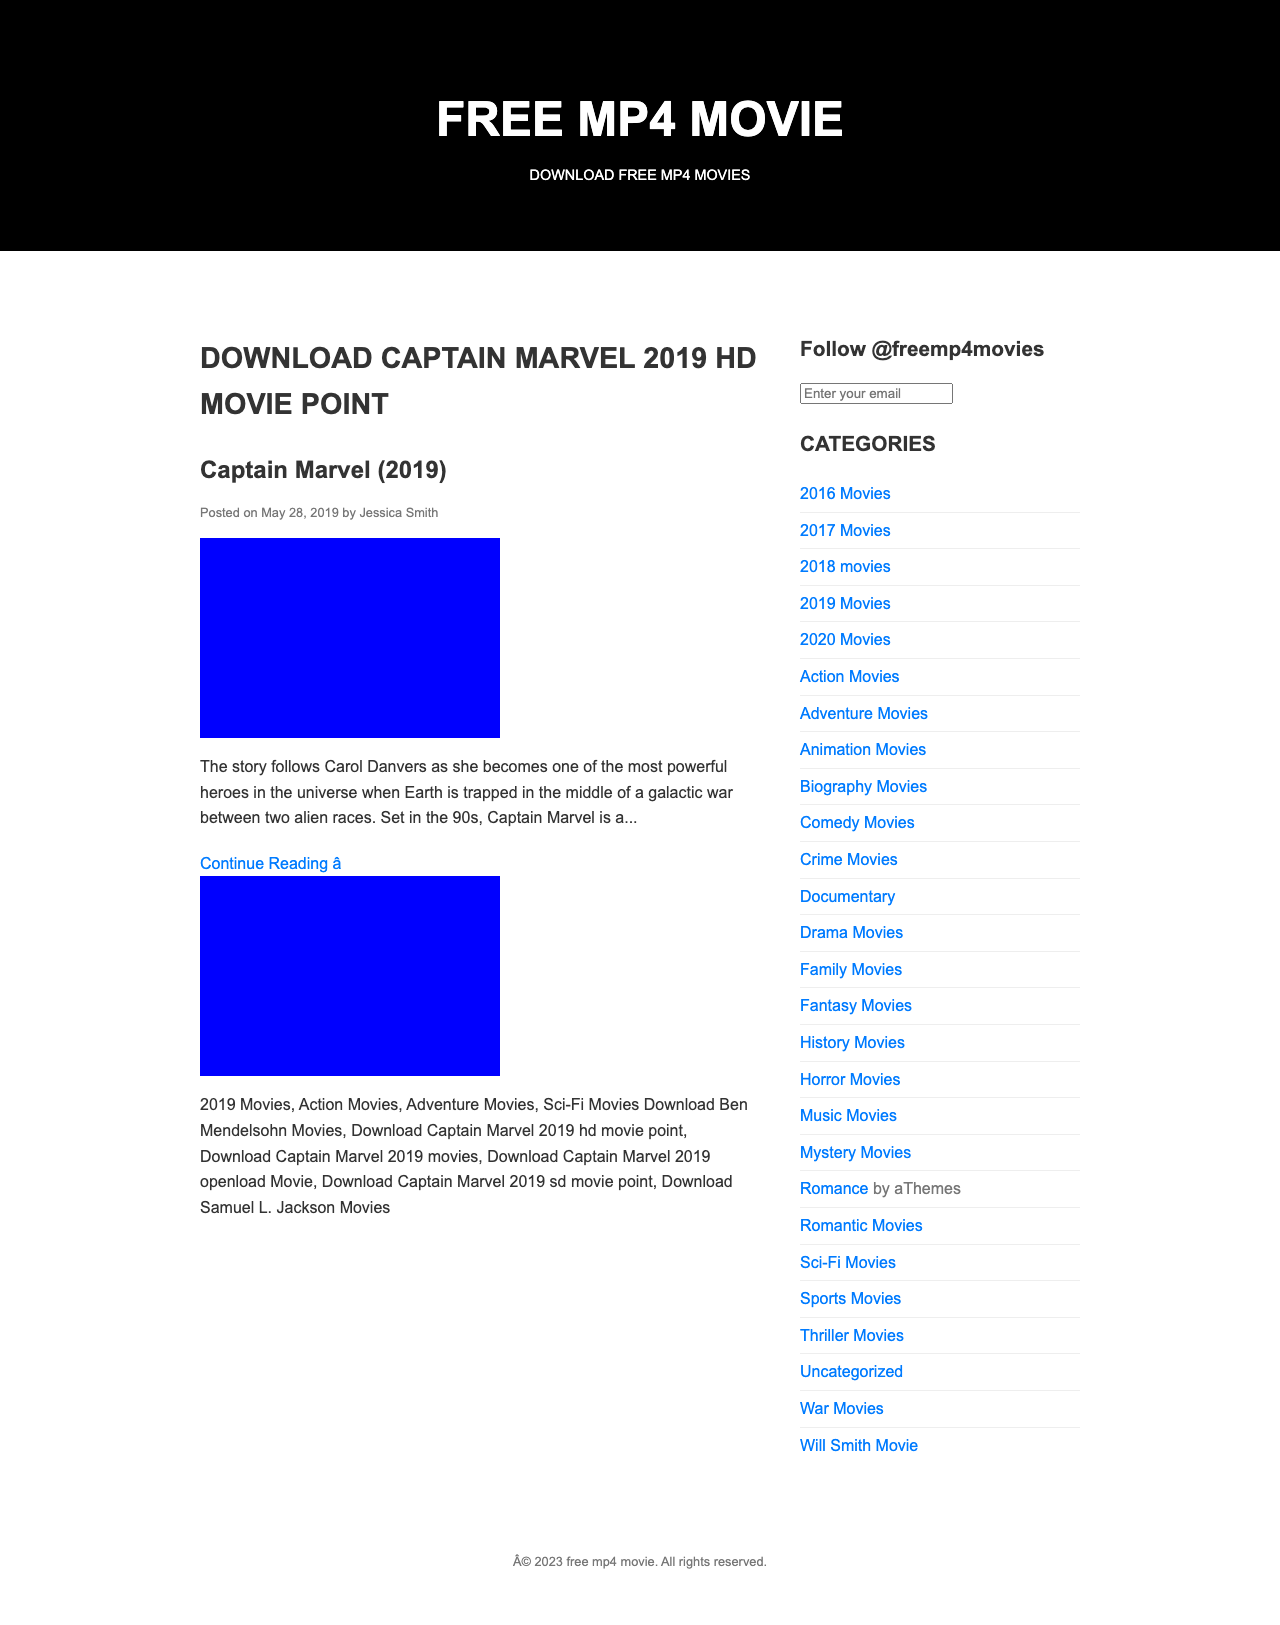 FREE MP4 MOVIE
DOWNLOAD FREE MP4 MOVIES
DOWNLOAD CAPTAIN MARVEL 2019 HD
MOVIE POINT
Captain Marvel (2019)
Posted on May 28, 2019 by Jessica Smith
The story follows Carol Danvers as she becomes one of the most powerful
heroes in the universe when Earth is trapped in the middle of a galactic war
between two alien races. Set in the 90s, Captain Marvel is a...
Continue Reading â
2019 Movies, Action Movies, Adventure Movies, Sci-Fi Movies Download Ben
Mendelsohn Movies, Download Captain Marvel 2019 hd movie point,
Download Captain Marvel 2019 movies, Download Captain Marvel 2019
openload Movie, Download Captain Marvel 2019 sd movie point, Download
Samuel L. Jackson Movies
Follow @freemp4movies
Enter your email
CATEGORIES
2016 Movies
2017 Movies
2018 movies
2019 Movies
2020 Movies
Action Movies
Adventure Movies
Animation Movies
Biography Movies
Comedy Movies
Crime Movies
Documentary
Drama Movies
Family Movies
Fantasy Movies
History Movies
Horror Movies
Music Movies
Mystery Movies
Romance by aThemes
Romantic Movies
Sci-Fi Movies
Sports Movies
Thriller Movies
Uncategorized
War Movies
Will Smith Movie
Â© 2023 free mp4 movie. All rights reserved.